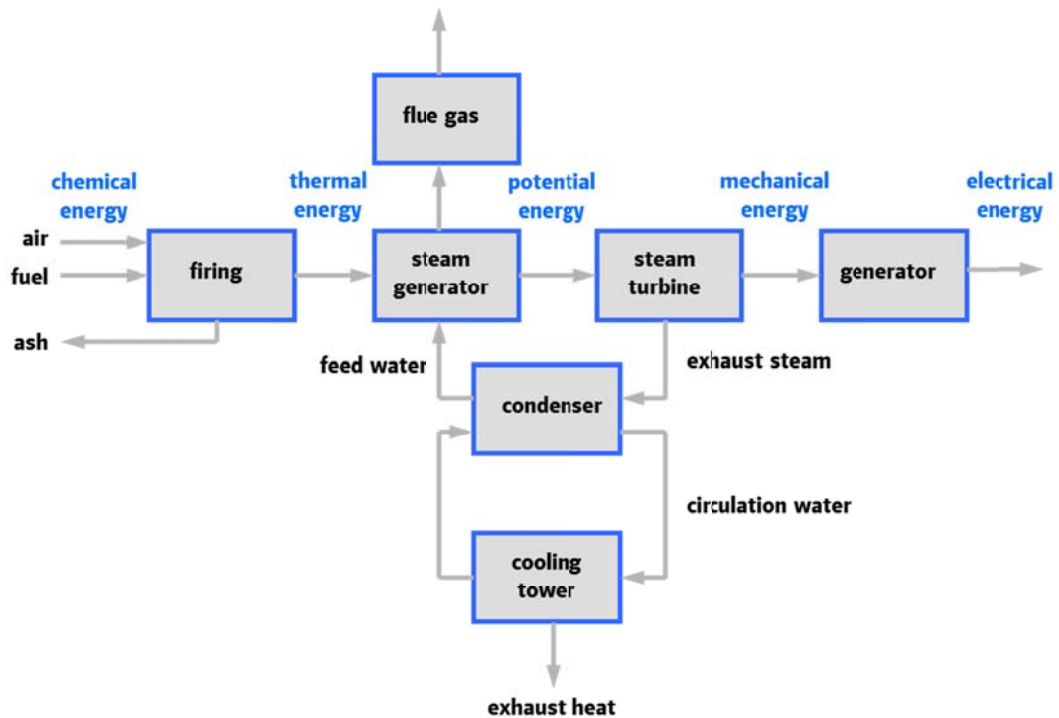 flue gas
chemical
energy
thermal
energy
potential
energy
mechanical
energy
electrical
energy
air
fuel
ash
firing
steam
generator
steam
turbine
generator
feed water
exhaust steam
condenser
circulation water
cooling
tower
exhaust heat